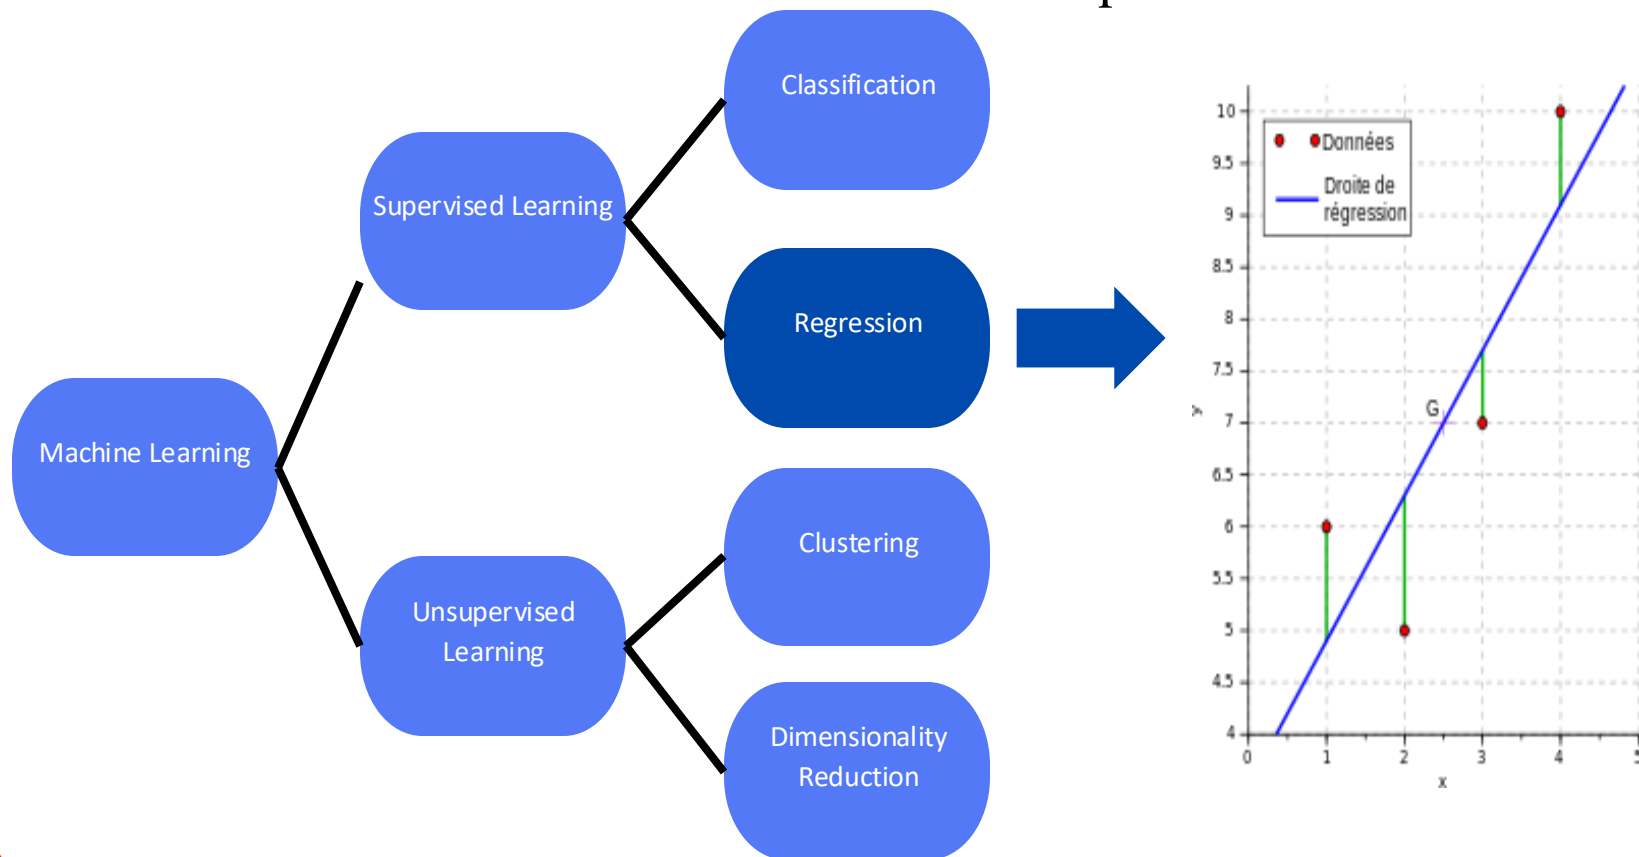 Classification
Supervised Learning
Regression
Machine Learning
Clustering
Unsupervised
Learning
Dimensionality
Reduction
Données
Droite de
régression
10
9.5
9
8.5
8
7.5
7
6.5
6
5.5
5
4.5
4
y
G
0 1 2 3 4 5
x